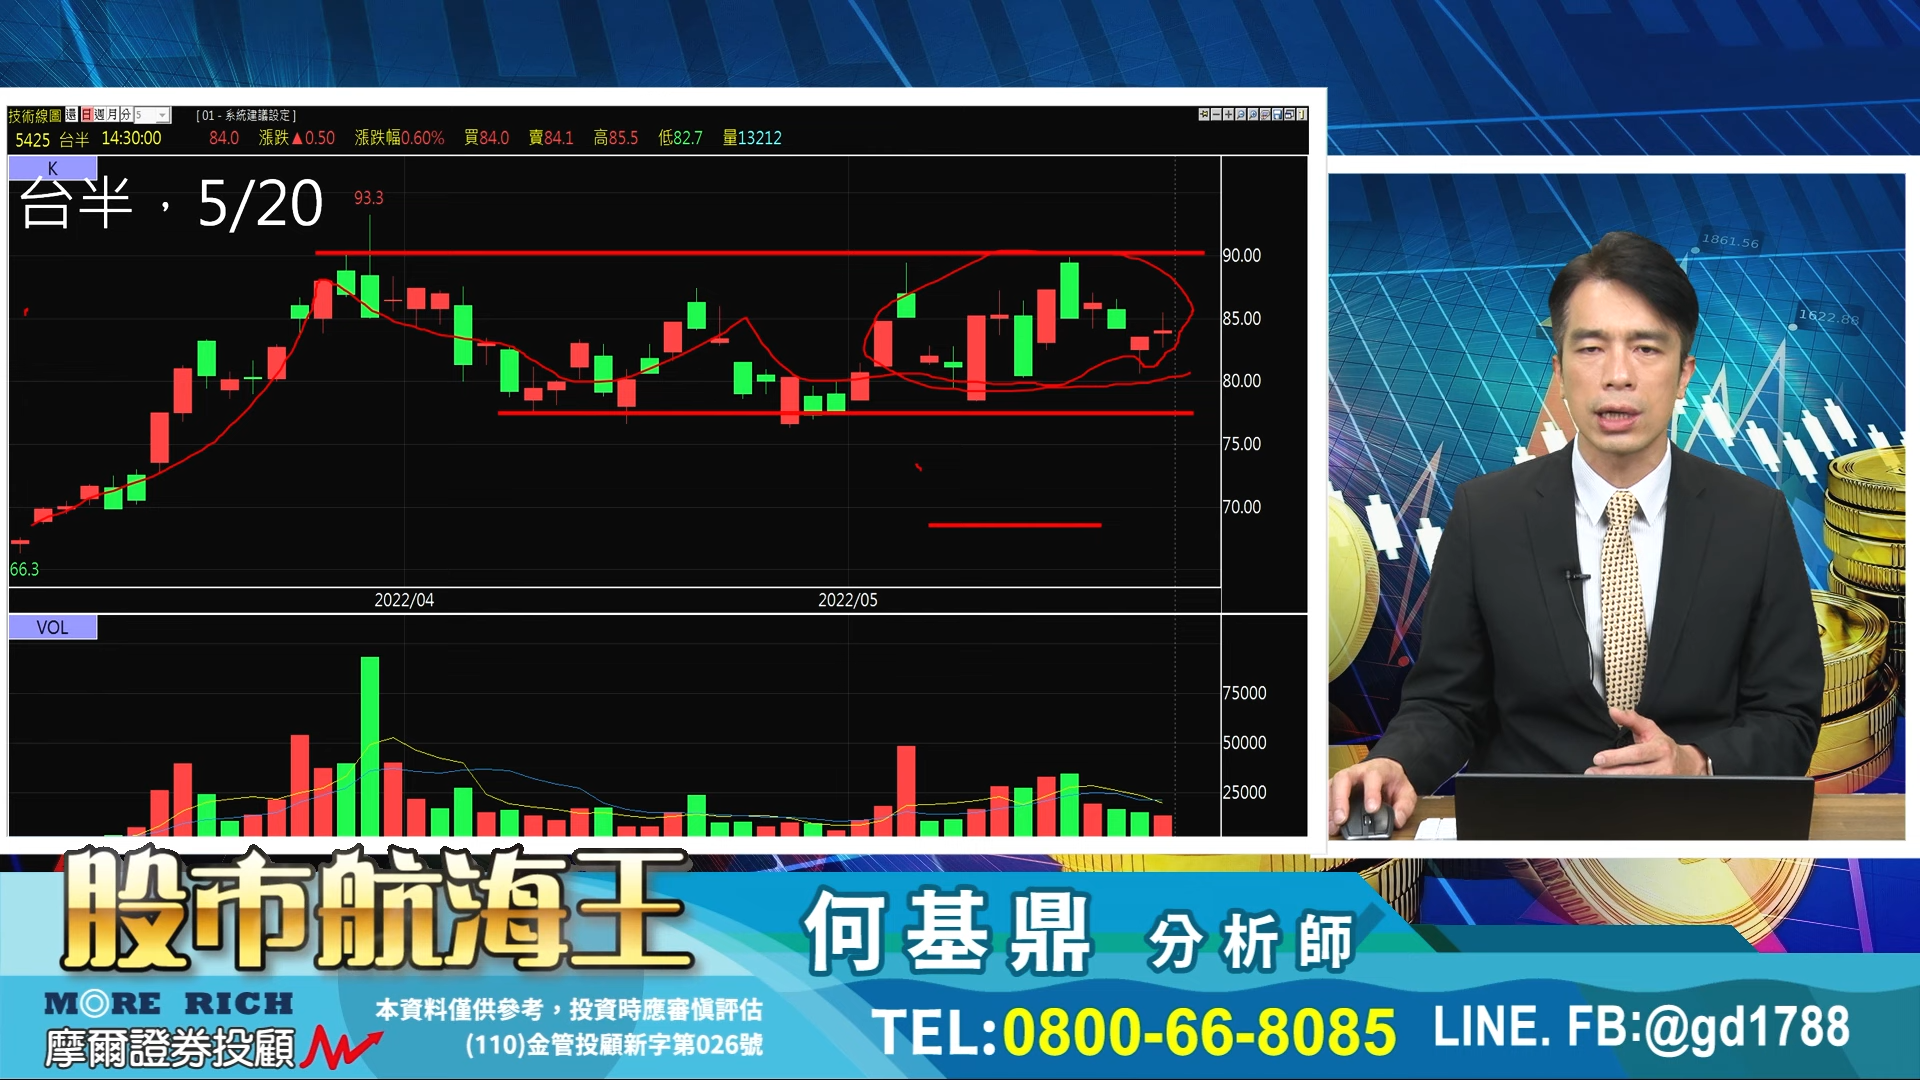 技術線圖 還 日 週 月 分 5 [ 01 - 系統建議設定 ]
5425 台半 14:30:00 84.0 漲跌▲0.50 漲跌幅0.60% 買84.0 賣84.1 高85.5 低82.7 量13212
K
台半，5/20
93.3
90.00
85.00
80.00
75.00
70.00
66.3
2022/04 2022/05
VOL
75000
50000
25000
1861.56
1622.88
股市航海王
何基鼎 分析師
MORE RICH
摩爾證券投顧
本資料僅供參考，投資時應審慎評估
(110)金管投顧新字第026號
TEL:0800-66-8085
LINE. FB:@gd1788